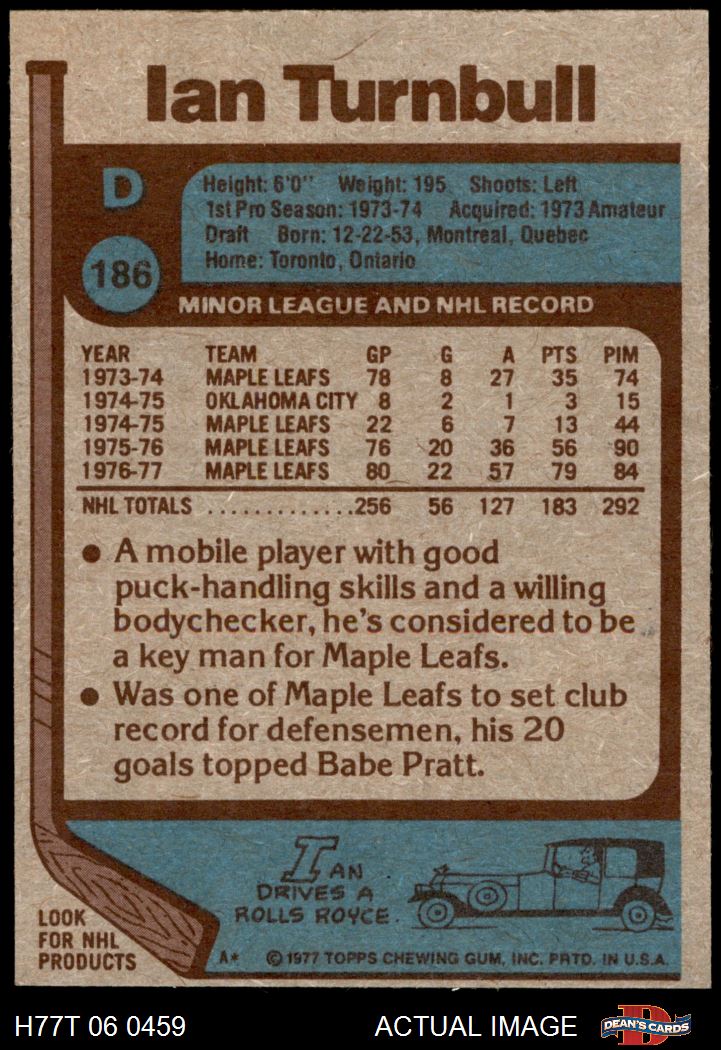 Ian Turnbull
D
186
Height: 6'0" Weight: 195 Shoots: Left
1st Pro Season: 1973-74 Acquired: 1973 Amateur
Draft Born: 12-22-53, Montreal, Quebec
Home: Toronto, Ontario
MINOR LEAGUE AND NHL RECORD
YEAR TEAM GP G A PTS PIM
1973-74 MAPLE LEAFS 78 8 27 35 74
1974-75 OKLAHOMA CITY 8 2 1 3 15
1974-75 MAPLE LEAFS 22 6 7 13 44
1975-76 MAPLE LEAFS 76 20 36 56 90
1976-77 MAPLE LEAFS 80 22 57 79 84
NHL TOTALS .............256 56 127 183 292
• A mobile player with good
puck-handling skills and a willing
bodychecker, he's considered to be
a key man for Maple Leafs.
• Was one of Maple Leafs to set club
record for defensemen, his 20
goals topped Babe Pratt.
IAN
DRIVES A
ROLLS ROYCE.
LOOK
FOR NHL
PRODUCTS
A* © 1977 TOPPS CHEWING GUM, INC. PRTD. IN U.S.A.
H77T 06 0459 ACTUAL IMAGE DEAN'S CARDS